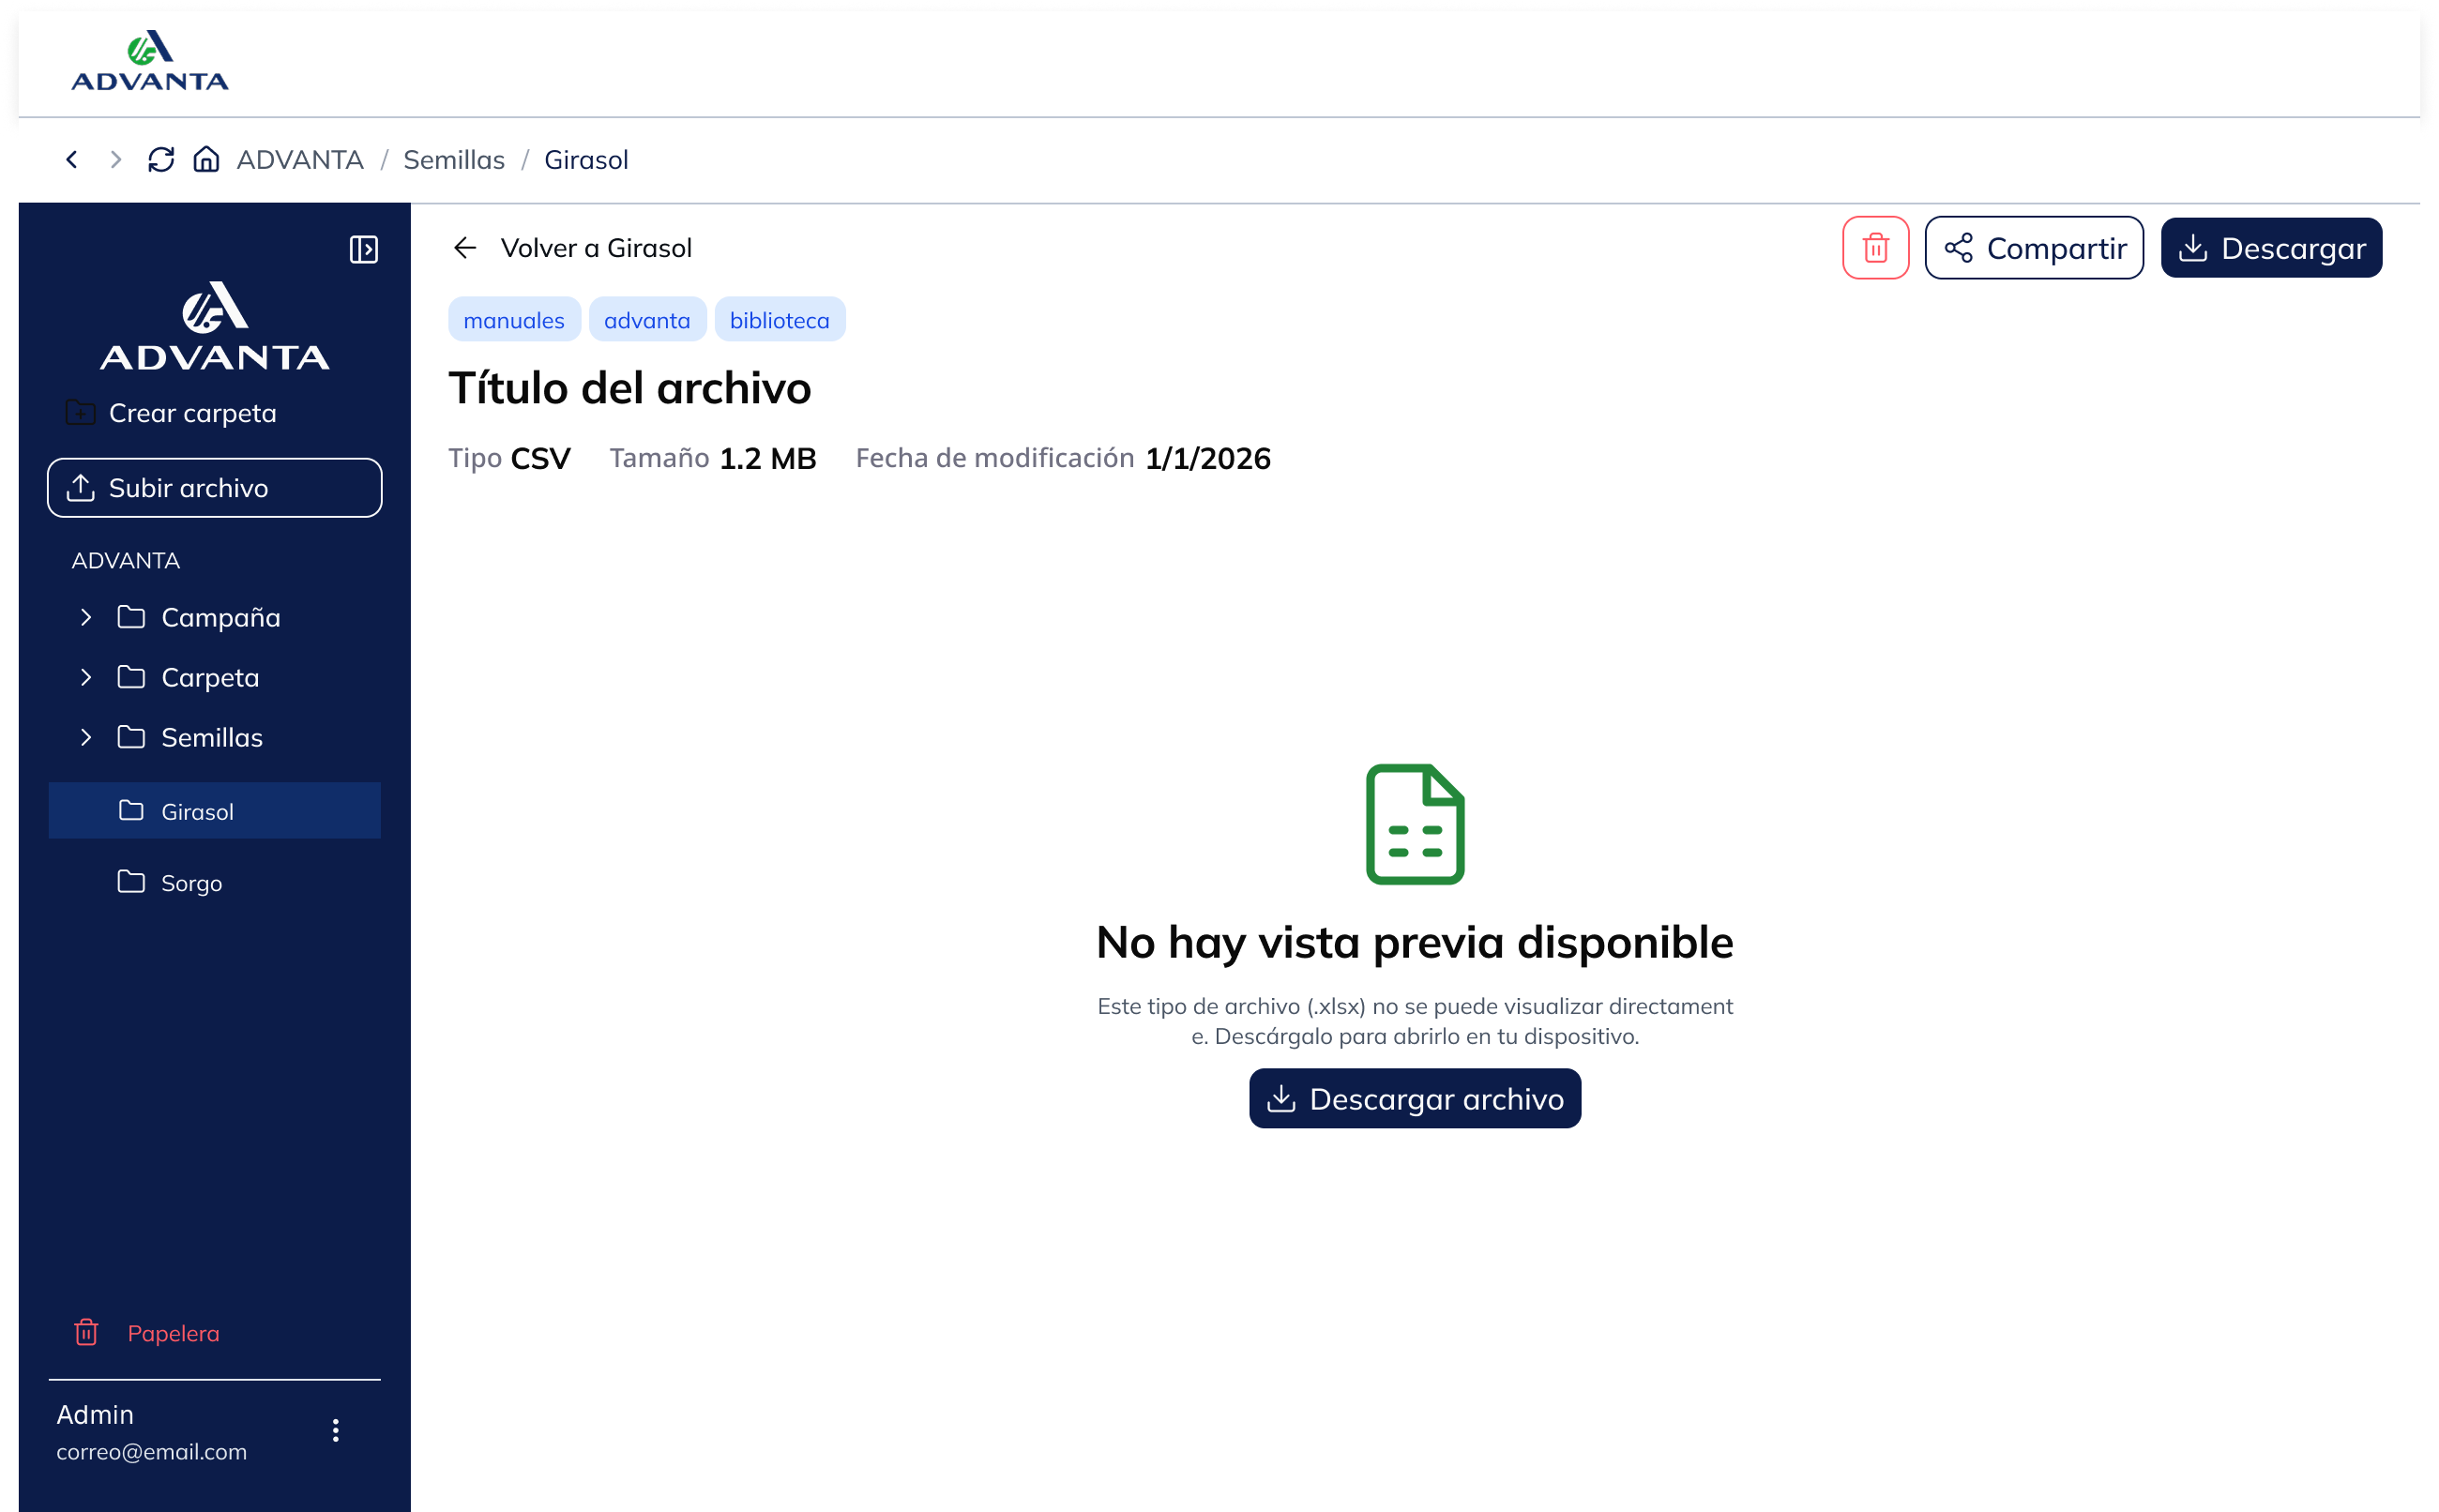 ADVANTA
ADVANTA / Semillas / Girasol
ADVANTA
Crear carpeta
Subir archivo
ADVANTA
Campaña
Carpeta
Semillas
Girasol
Sorgo
Papelera
Admin
correo@email.com
Volver a Girasol
Compartir
Descargar
manuales advanta biblioteca
Título del archivo
Tipo CSV Tamaño 1.2 MB Fecha de modificación 1/1/2026
No hay vista previa disponible
Este tipo de archivo (.xlsx) no se puede visualizar directament
e. Descárgalo para abrirlo en tu dispositivo.
Descargar archivo